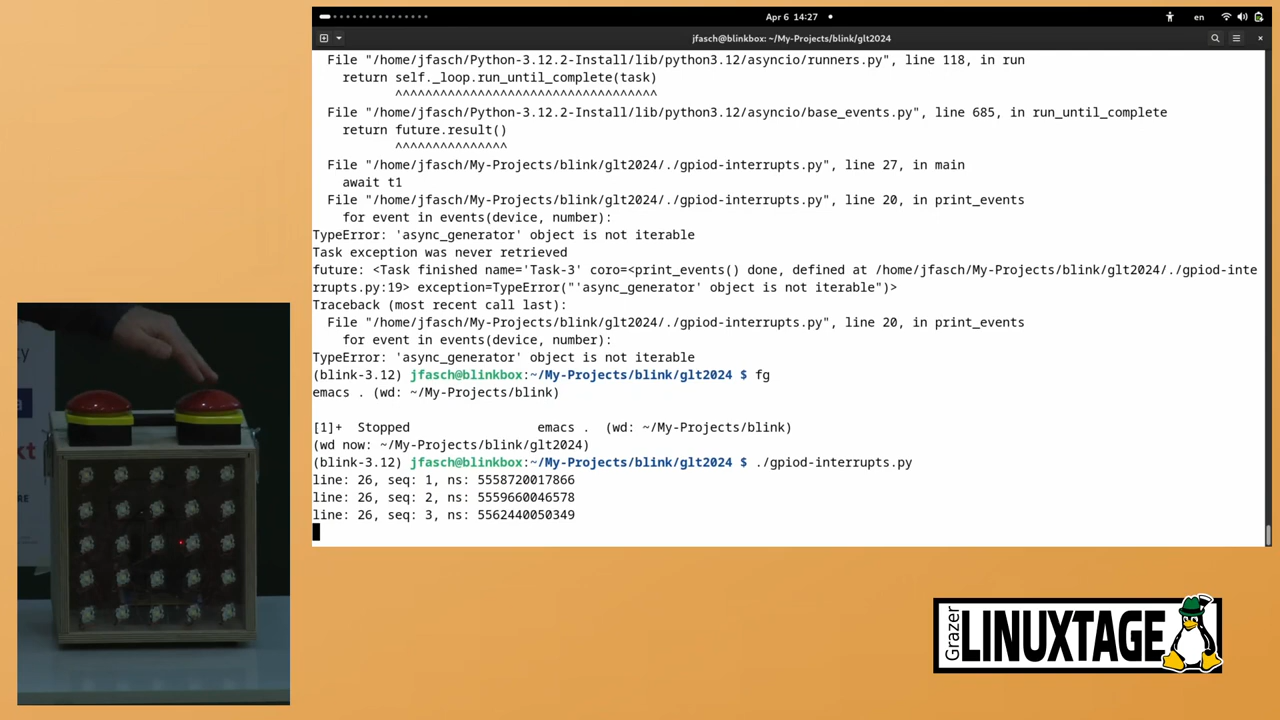 Apr 6 14:27
en
jfasch@blinkbox: ~/My-Projects/blink/glt2024
File "/home/jfasch/Python-3.12.2-Install/lib/python3.12/asyncio/runners.py", line 118, in run
return self._loop.run_until_complete(task)
^^^^^^^^^^^^^^^^^^^^^^^^^^^^^^^^^^
File "/home/jfasch/Python-3.12.2-Install/lib/python3.12/asyncio/base_events.py", line 685, in run_until_complete
return future.result()
^^^^^^^^^^^^^^^
File "/home/jfasch/My-Projects/blink/glt2024/./gpiod-interrupts.py", line 27, in main
await t1
File "/home/jfasch/My-Projects/blink/glt2024/./gpiod-interrupts.py", line 20, in print_events
for event in events(device, number):
TypeError: 'async_generator' object is not iterable
Task exception was never retrieved
future: <Task finished name='Task-3' coro=<print_events() done, defined at /home/jfasch/My-Projects/blink/glt2024/./gpiod-inte
rrupts.py:19> exception=TypeError("'async_generator' object is not iterable")>
Traceback (most recent call last):
File "/home/jfasch/My-Projects/blink/glt2024/./gpiod-interrupts.py", line 20, in print_events
for event in events(device, number):
TypeError: 'async_generator' object is not iterable
(blink-3.12) jfasch@blinkbox:~/My-Projects/blink/glt2024 $ fg
emacs . (wd: ~/My-Projects/blink)
[1]+  Stopped                 emacs .  (wd: ~/My-Projects/blink)
(wd now: ~/My-Projects/blink/glt2024)
(blink-3.12) jfasch@blinkbox:~/My-Projects/blink/glt2024 $ ./gpiod-interrupts.py
line: 26, seq: 1, ns: 5558720017866
line: 26, seq: 2, ns: 5559660046578
line: 26, seq: 3, ns: 5562440050349
Grazer
LINUXTAGE